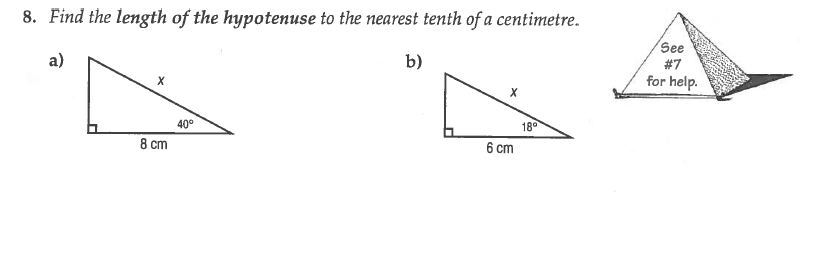 8. Find the length of the hypotenuse to the nearest tenth of a centimetre.
a)
x
40°
8 cm
b)
x
18°
6 cm
See
#7
for help.